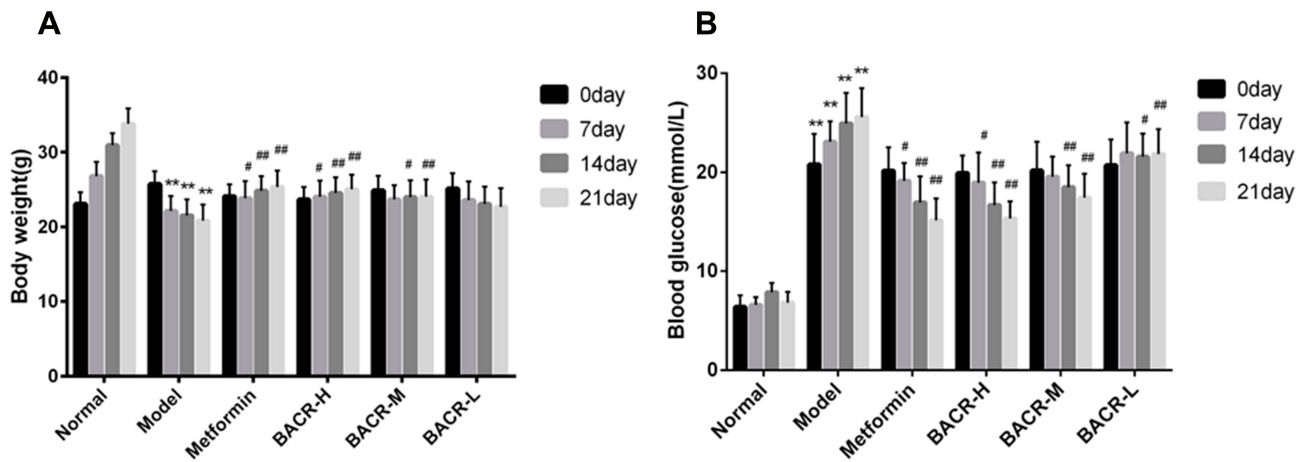 A
Body weight(g)
40
30
20
10
0
** ** **
# ## ##
# ## ##
# ##
Normal
Model
Metformin
BACR-H
BACR-M
BACR-L
0day
7day
14day
21day
B
Blood glucose(mmol/L)
30
20
10
0
** ** ** **
# ## ##
# ## ##
## ##
# ##
Normal
Model
Metformin
BACR-H
BACR-M
BACR-L
0day
7day
14day
21day